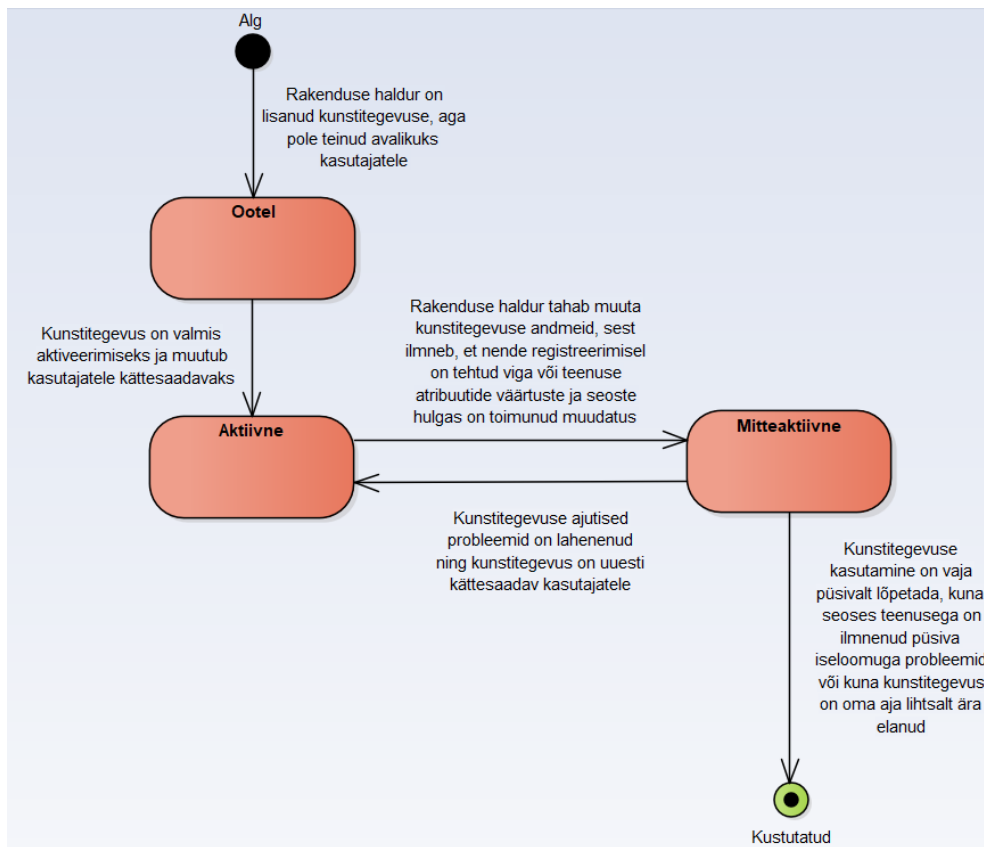 Alg
Rakenduse haldur on
lisanud kunstitegevuse, aga
pole teinud avalikuks
kasutajatele
Ootel
Kunstitegevus on valmis
aktiveerimiseks ja muutub
kasutajatele kättesaadavaks
Rakenduse haldur tahab muuta
kunstitegevuse andmeid, sest
ilmneb, et nende registreerimisel
on tehtud viga või teenuse
atribuutide väärtuste ja seoste
hulgas on toimunud muudatus
Aktiivne
Mitteaktiivne
Kunstitegevuse ajutised
probleemid on lahenenud
ning kunstitegevus on uuesti
kättesaadav kasutajatele
Kunstitegevuse
kasutamine on vaja
püsivalt lõpetada, kuna
seoses teenusega on
ilmnenud püsiva
iseloomuga probleemid
või kuna kunstitegevus
on oma aja lihtsalt ära
elanud
Kustutatud